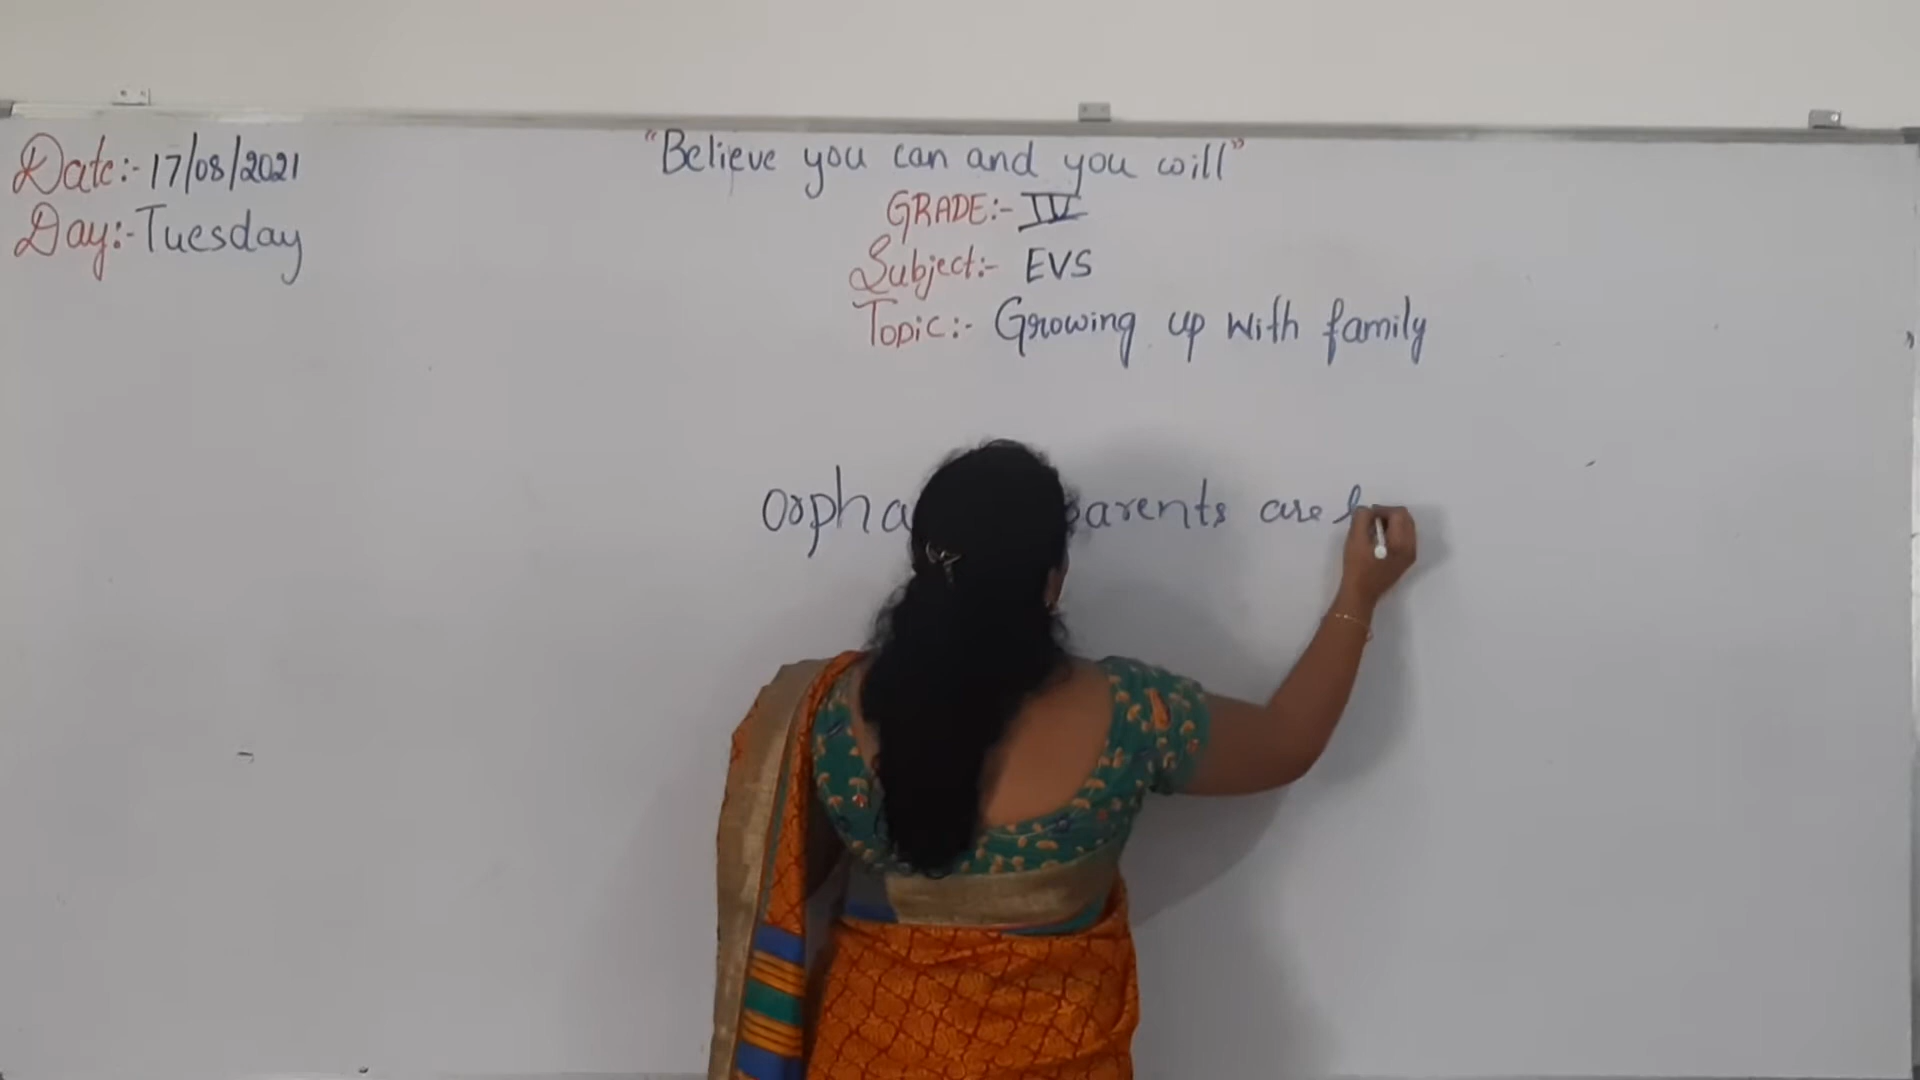 Date:- 17/08/2021
Day:- Tuesday
"Believe you can and you will"
GRADE:- IV
Subject:- EVS
Topic:- Growing up with family
parents are